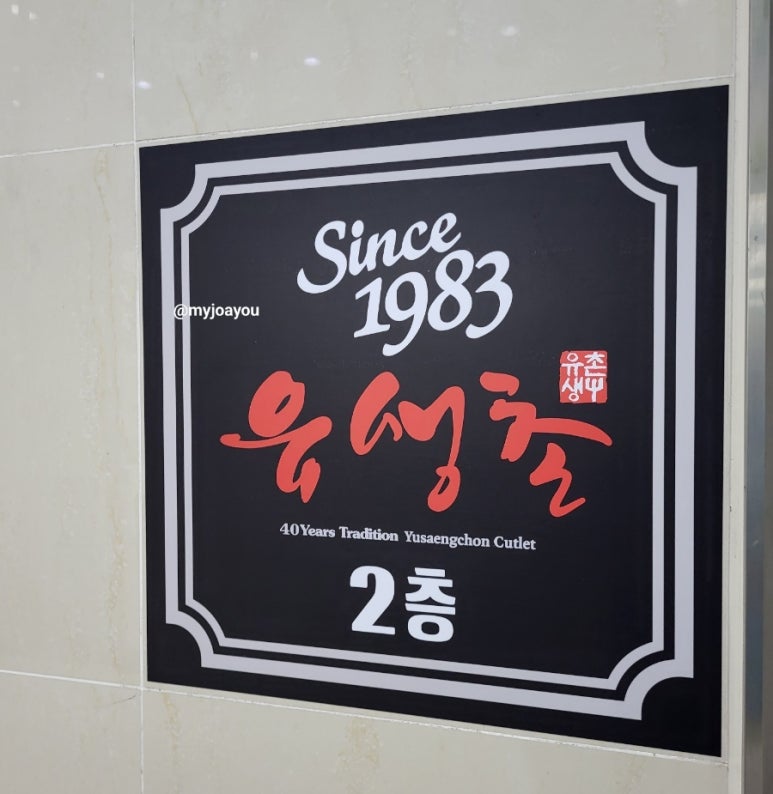 Since
1983
@myjoayou
유생촌
유촌
생
40Years Tradition Yusaengchon Cutlet
2층